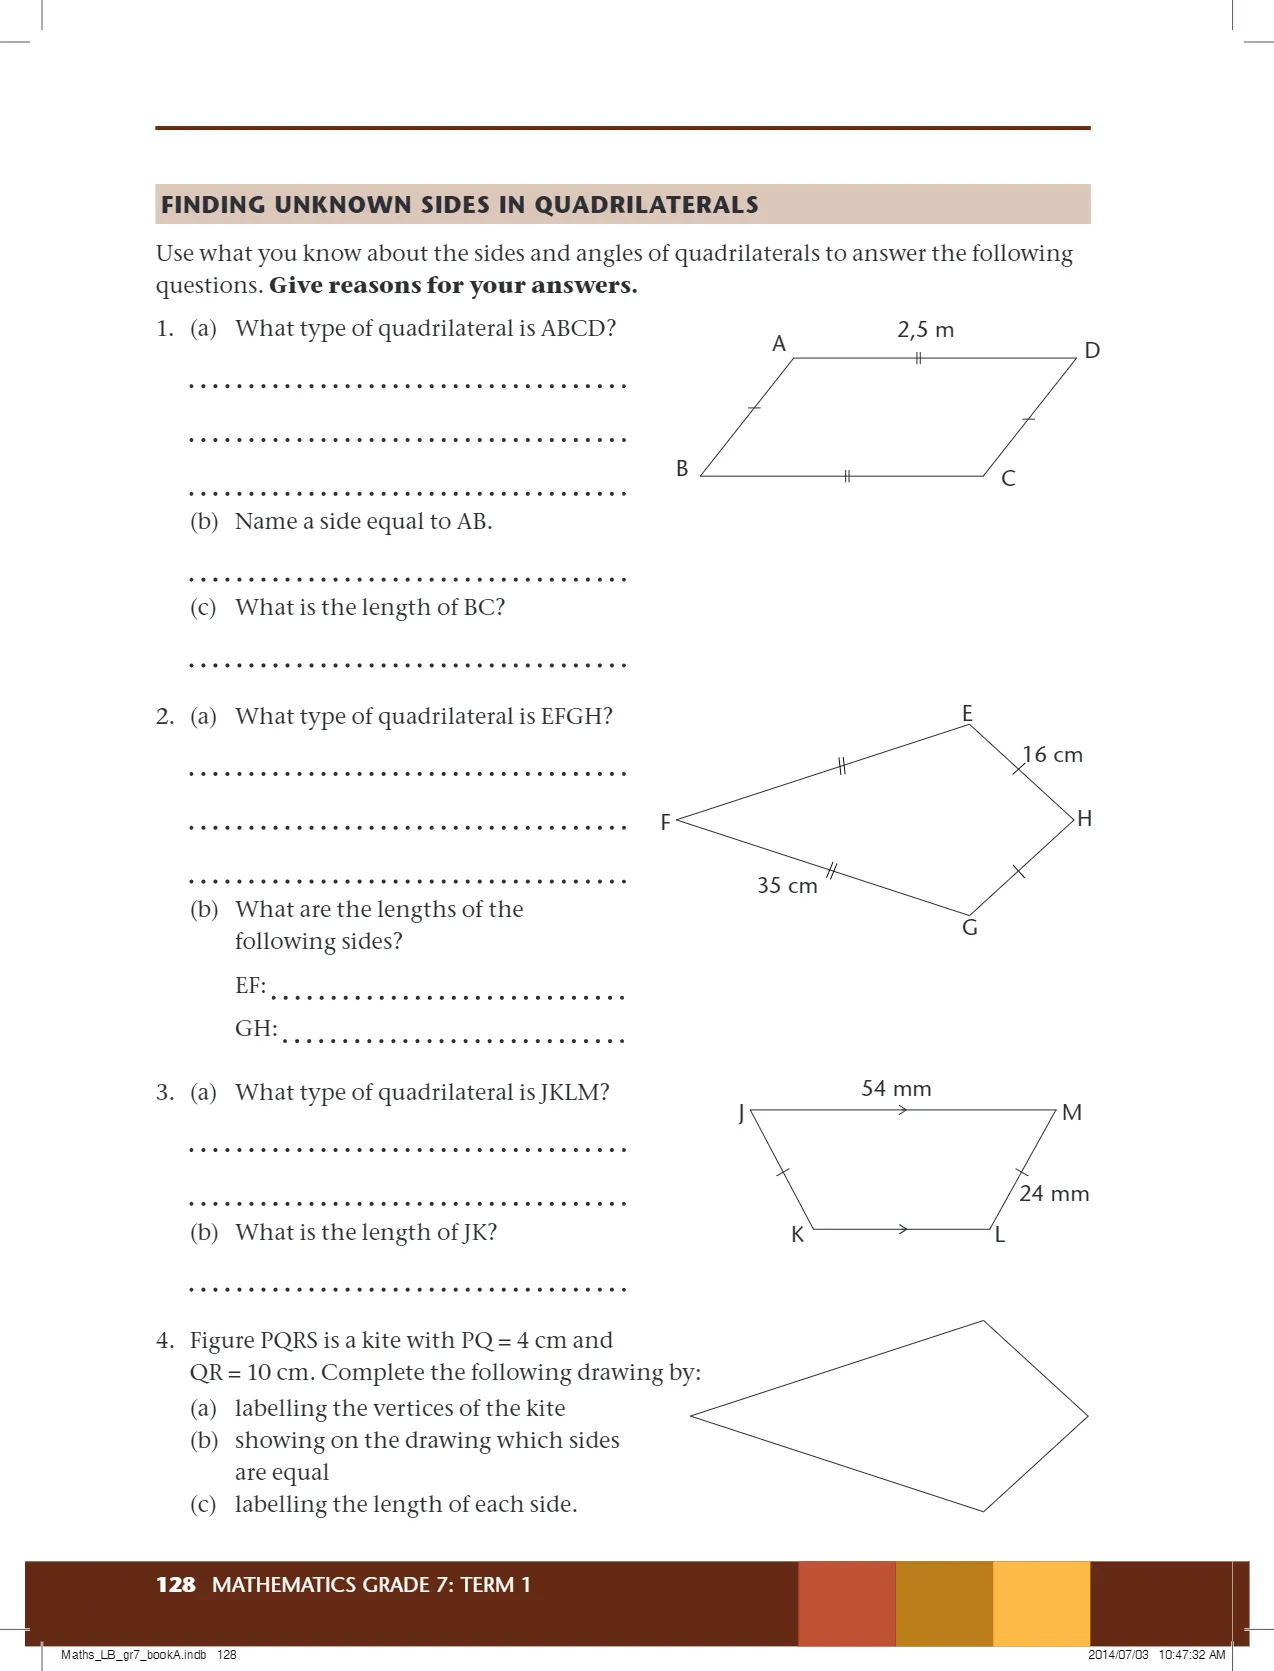 FINDING UNKNOWN SIDES IN QUADRILATERALS
Use what you know about the sides and angles of quadrilaterals to answer the following
questions. Give reasons for your answers.
1. (a) What type of quadrilateral is ABCD?
2,5 m
A
D
B
C
(b) Name a side equal to AB.
(c) What is the length of BC?
2. (a) What type of quadrilateral is EFGH?
E
16 cm
F
H
35 cm
G
(b) What are the lengths of the
following sides?
EF:
GH:
3. (a) What type of quadrilateral is JKLM?
54 mm
J
M
24 mm
K
L
(b) What is the length of JK?
4. Figure PQRS is a kite with PQ = 4 cm and
QR = 10 cm. Complete the following drawing by:
(a) labelling the vertices of the kite
(b) showing on the drawing which sides
are equal
(c) labelling the length of each side.
128 MATHEMATICS GRADE 7: TERM 1
Maths_LB_gr7_bookA.indb 128
2014/07/03 10:47:32 AM